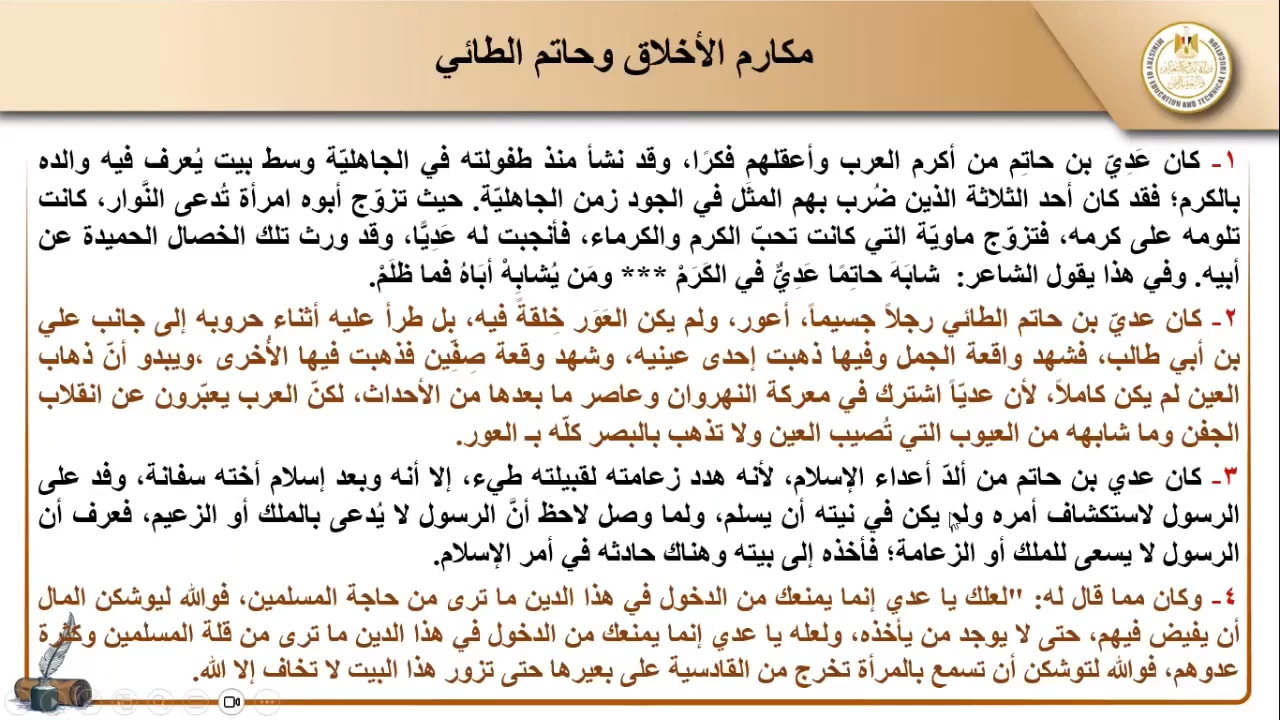 مكارم الأخلاق وحاتم الطائي
MINISTRY OF EDUCATION AND TECHNICAL EDUCATION
١- كان عَدِيّ بن حاتِم من أكرم العرب وأعقلهم فكرًا، وقد نشأ منذ طفولته في الجاهليّة وسط بيت يُعرف فيه والده
بالكرم؛ فقد كان أحد الثلاثة الذين ضُرب بهم المثَل في الجود زمن الجاهليّة. حيث تزوّج أبوه امرأة تُدعى النَّوار، كانت
تلومه على كرمه، فتزوّج ماويّة التي كانت تحبّ الكرم والكرماء، فأنجبت له عَدِيًّا، وقد ورث تلك الخصال الحميدة عن
أبيه. وفي هذا يقول الشاعر: شابَهَ حاتِمًا عَدِيٌّ في الكَرَمْ *** ومَن يُشابِهْ أبَاهُ فما ظلَمْ.
٢- كان عديّ بن حاتم الطائي رجلاً جسيماً، أعور، ولم يكن العَوَر خِلقةً فيه، بل طرأ عليه أثناء حروبه إلى جانب علي
بن أبي طالب، فشهد واقعة الجمل وفيها ذهبت إحدى عينيه، وشهد وقعة صِفِّين فذهبت فيها الأُخرى ،ويبدو أنّ ذهاب
العين لم يكن كاملاً، لأن عديّاً اشترك في معركة النهروان وعاصر ما بعدها من الأحداث، لكنّ العرب يعبّرون عن انقلاب
الجفن وما شابهه من العيوب التي تُصيب العين ولا تذهب بالبصر كلّه بـ العور.
٣- كان عدي بن حاتم من ألدّ أعداء الإسلام، لأنه هدد زعامته لقبيلته طيء، إلا أنه وبعد إسلام أخته سفانة، وفد على
الرسول لاستكشاف أمره ولم يكن في نيته أن يسلم، ولما وصل لاحظ أنَّ الرسول لا يُدعى بالملك أو الزعيم، فعرف أن
الرسول لا يسعى للملك أو الزعامة؛ فأخذه إلى بيته وهناك حادثه في أمر الإسلام.
٤- وكان مما قال له: "لعلك يا عدي إنما يمنعك من الدخول في هذا الدين ما ترى من حاجة المسلمين، فوالله ليوشكن المال
أن يفيض فيهم، حتى لا يوجد من يأخذه، ولعله يا عدي إنما يمنعك من الدخول في هذا الدين ما ترى من قلة المسلمين وكثرة
عدوهم، فوالله لتوشكن أن تسمع بالمرأة تخرج من القادسية على بعيرها حتى تزور هذا البيت لا تخاف إلا الله.